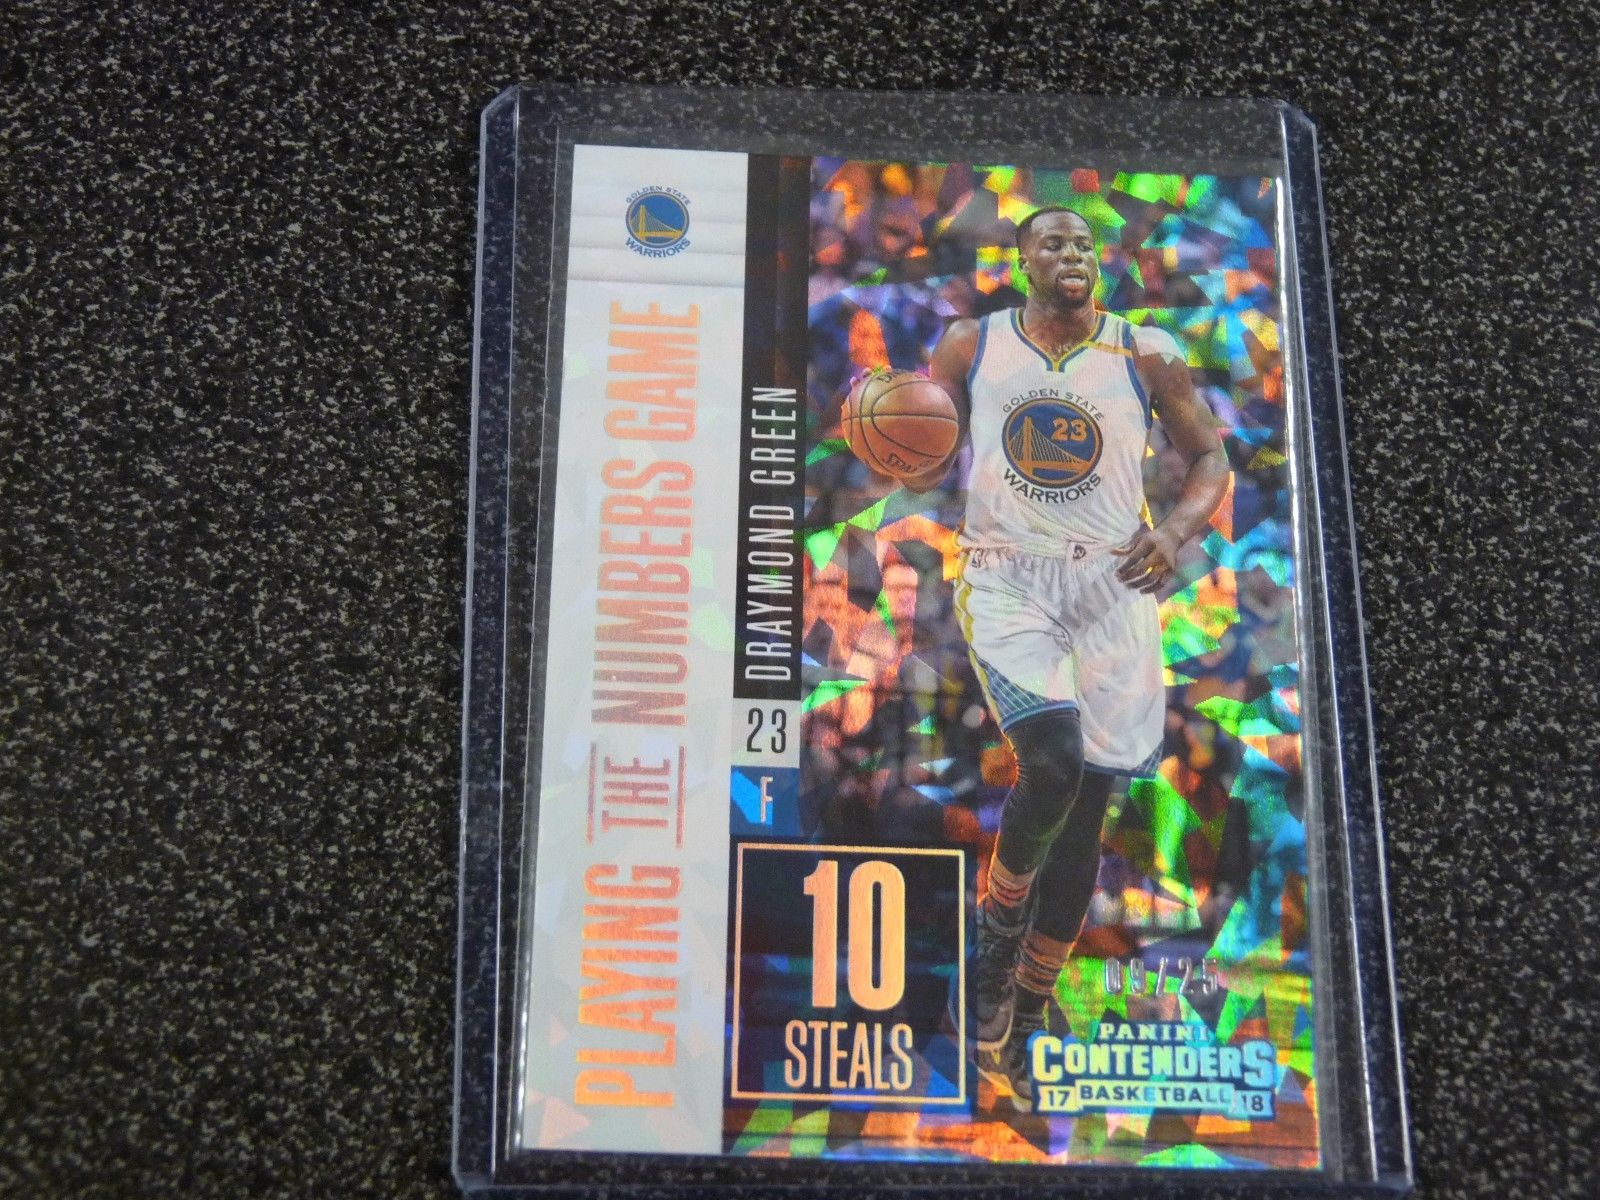 GOLDEN STATE
WARRIORS
PLAYING THE NUMBERS GAME
DRAYMOND GREEN
23
F
10
STEALS
GOLDEN STATE
23
WARRIORS
09/25
PANINI
CONTENDERS
17 BASKETBALL 18